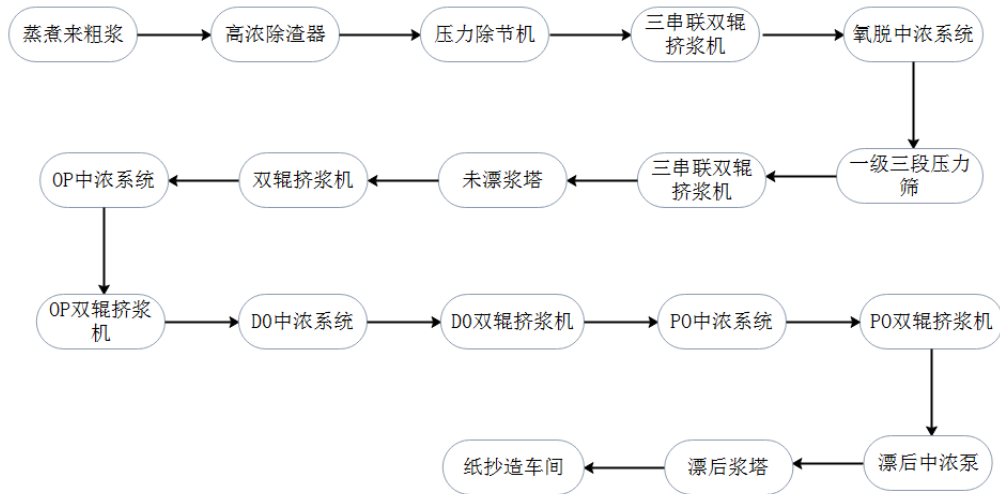 蒸煮来粗浆
高浓除渣器
压力除节机
三串联双辊
挤浆机
氧脱中浓系统
一级三段压力
筛
三串联双辊
挤浆机
未漂浆塔
双辊挤浆机
OP中浓系统
OP双辊挤浆
机
D0中浓系统
D0双辊挤浆机
PO中浓系统
PO双辊挤浆机
漂后中浓泵
漂后浆塔
纸抄造车间